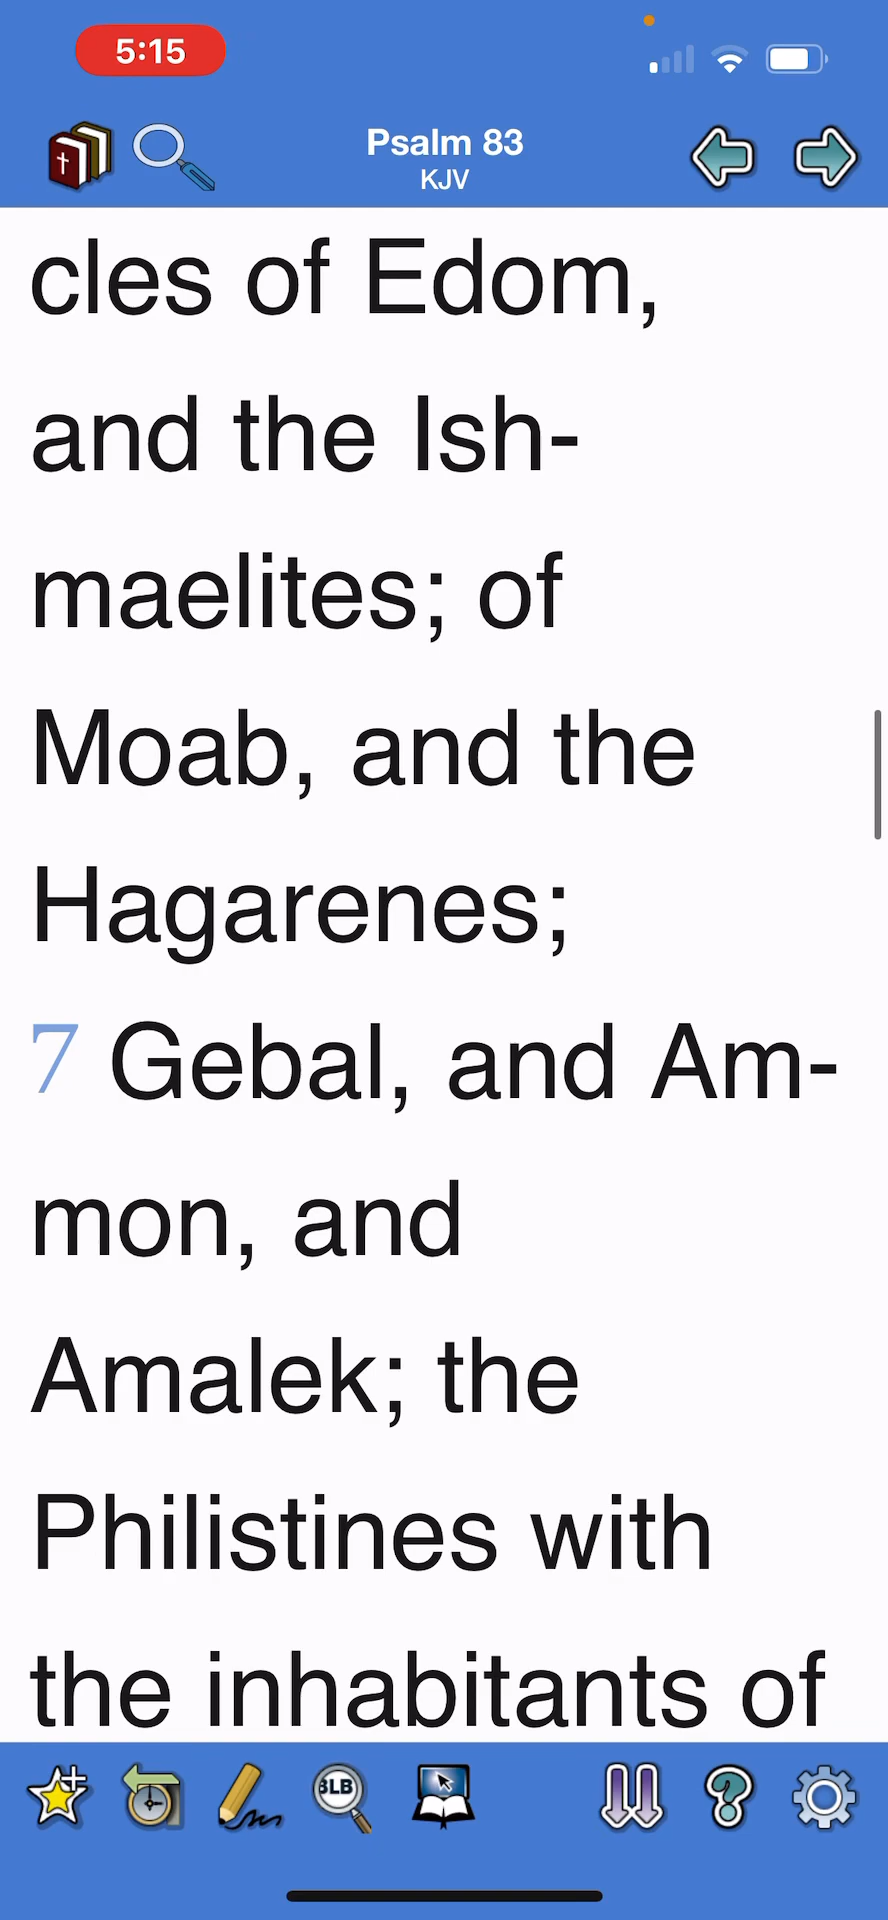 5:15
Psalm 83
KJV
cles of Edom,
and the Ish-
maelites; of
Moab, and the
Hagarenes;
7 Gebal, and Am-
mon, and
Amalek; the
Philistines with
the inhabitants of
BLB